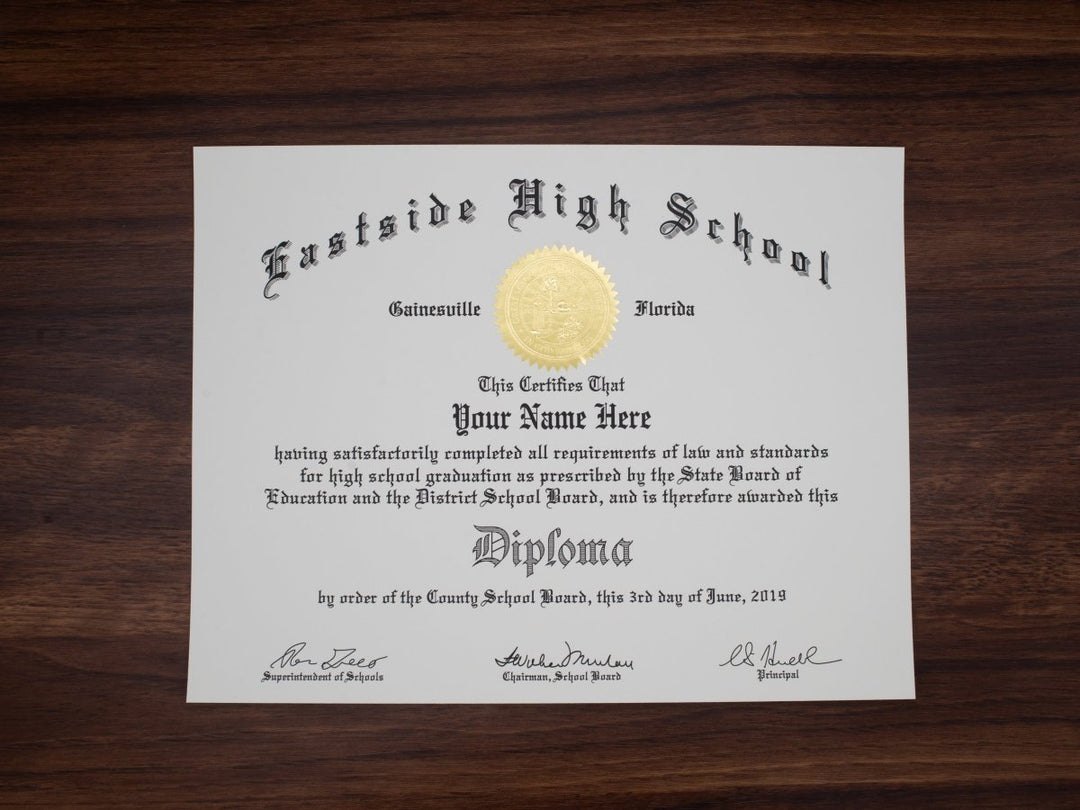 Eastside High School
Gainesville Florida
This Certifies That
Your Name Here
having satisfactorily completed all requirements of law and standards
for high school graduation as prescribed by the State Board of
Education and the District School Board, and is therefore awarded this
Diploma
by order of the County School Board, this 3rd day of June, 2019
Superintendent of Schools
Chairman, School Board
Principal